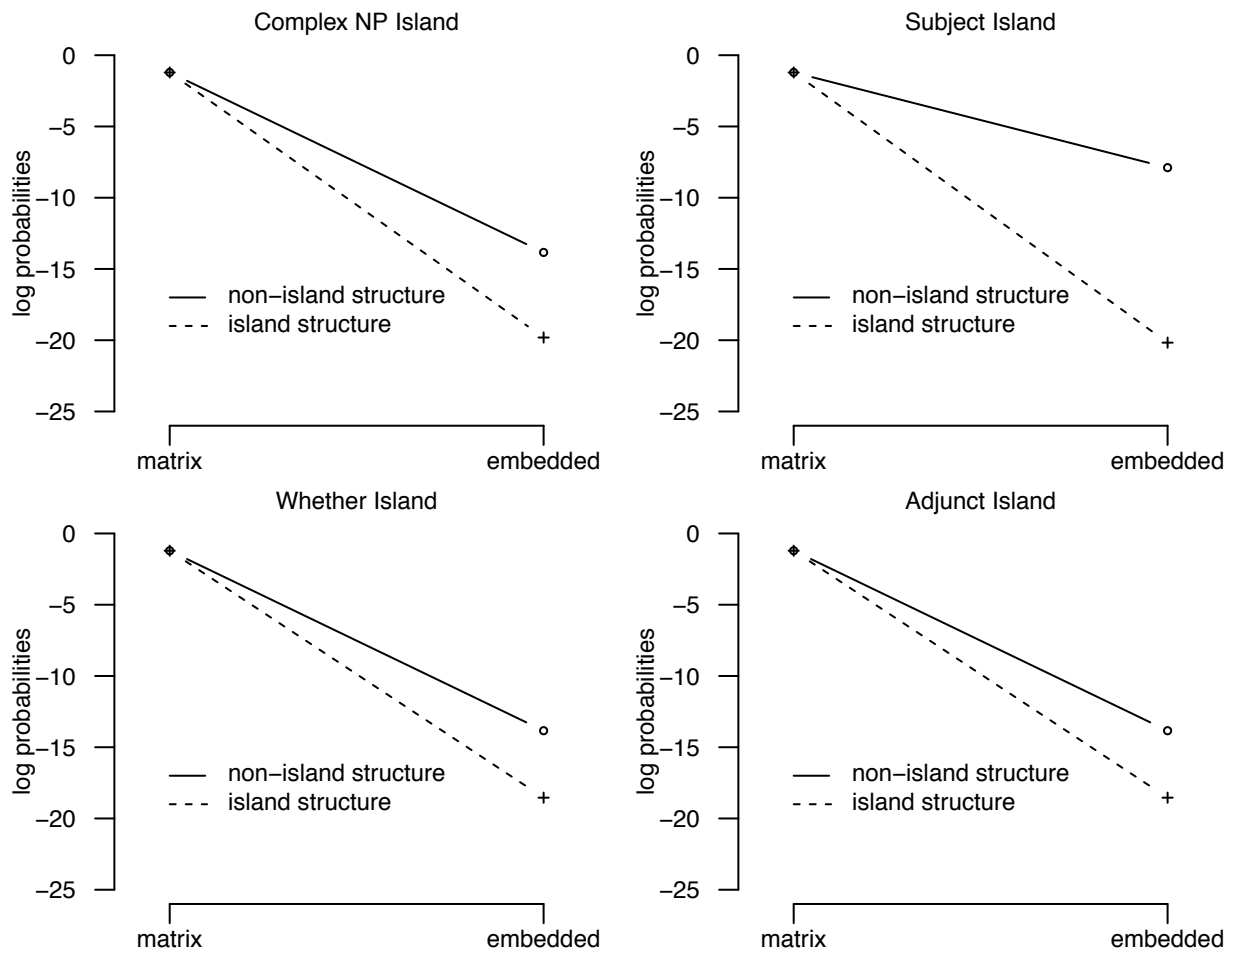 Complex NP Island
0
−5
−10
−15
−20
−25
log probabilities
non−island structure
island structure
matrix
embedded
Subject Island
0
−5
−10
−15
−20
−25
log probabilities
non−island structure
island structure
matrix
embedded
Whether Island
0
−5
−10
−15
−20
−25
log probabilities
non−island structure
island structure
matrix
embedded
Adjunct Island
0
−5
−10
−15
−20
−25
log probabilities
non−island structure
island structure
matrix
embedded